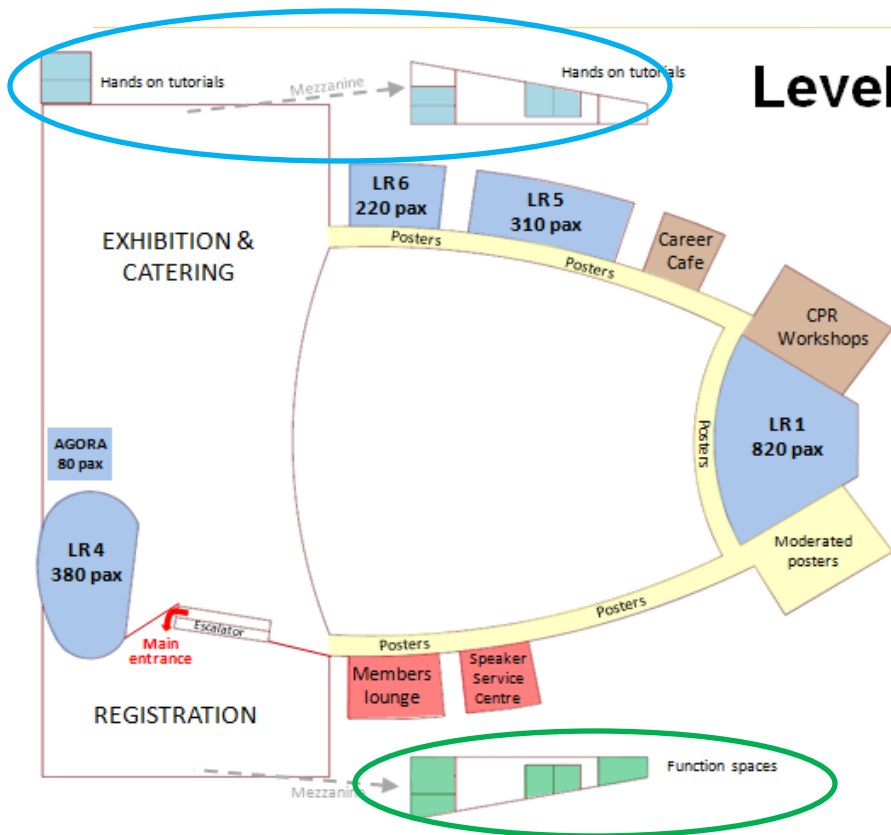 Level
Hands on tutorials
Mezzanine
Hands on tutorials
LR 6
220 pax
LR 5
310 pax
Career
Cafe
Posters
Posters
EXHIBITION &
CATERING
CPR
Workshops
AGORA
80 pax
Posters
LR 1
820 pax
LR 4
380 pax
Moderated
posters
Escalator
Main
entrance
Posters
Posters
Members
lounge
Speaker
Service
Centre
REGISTRATION
Mezzanine
Function spaces